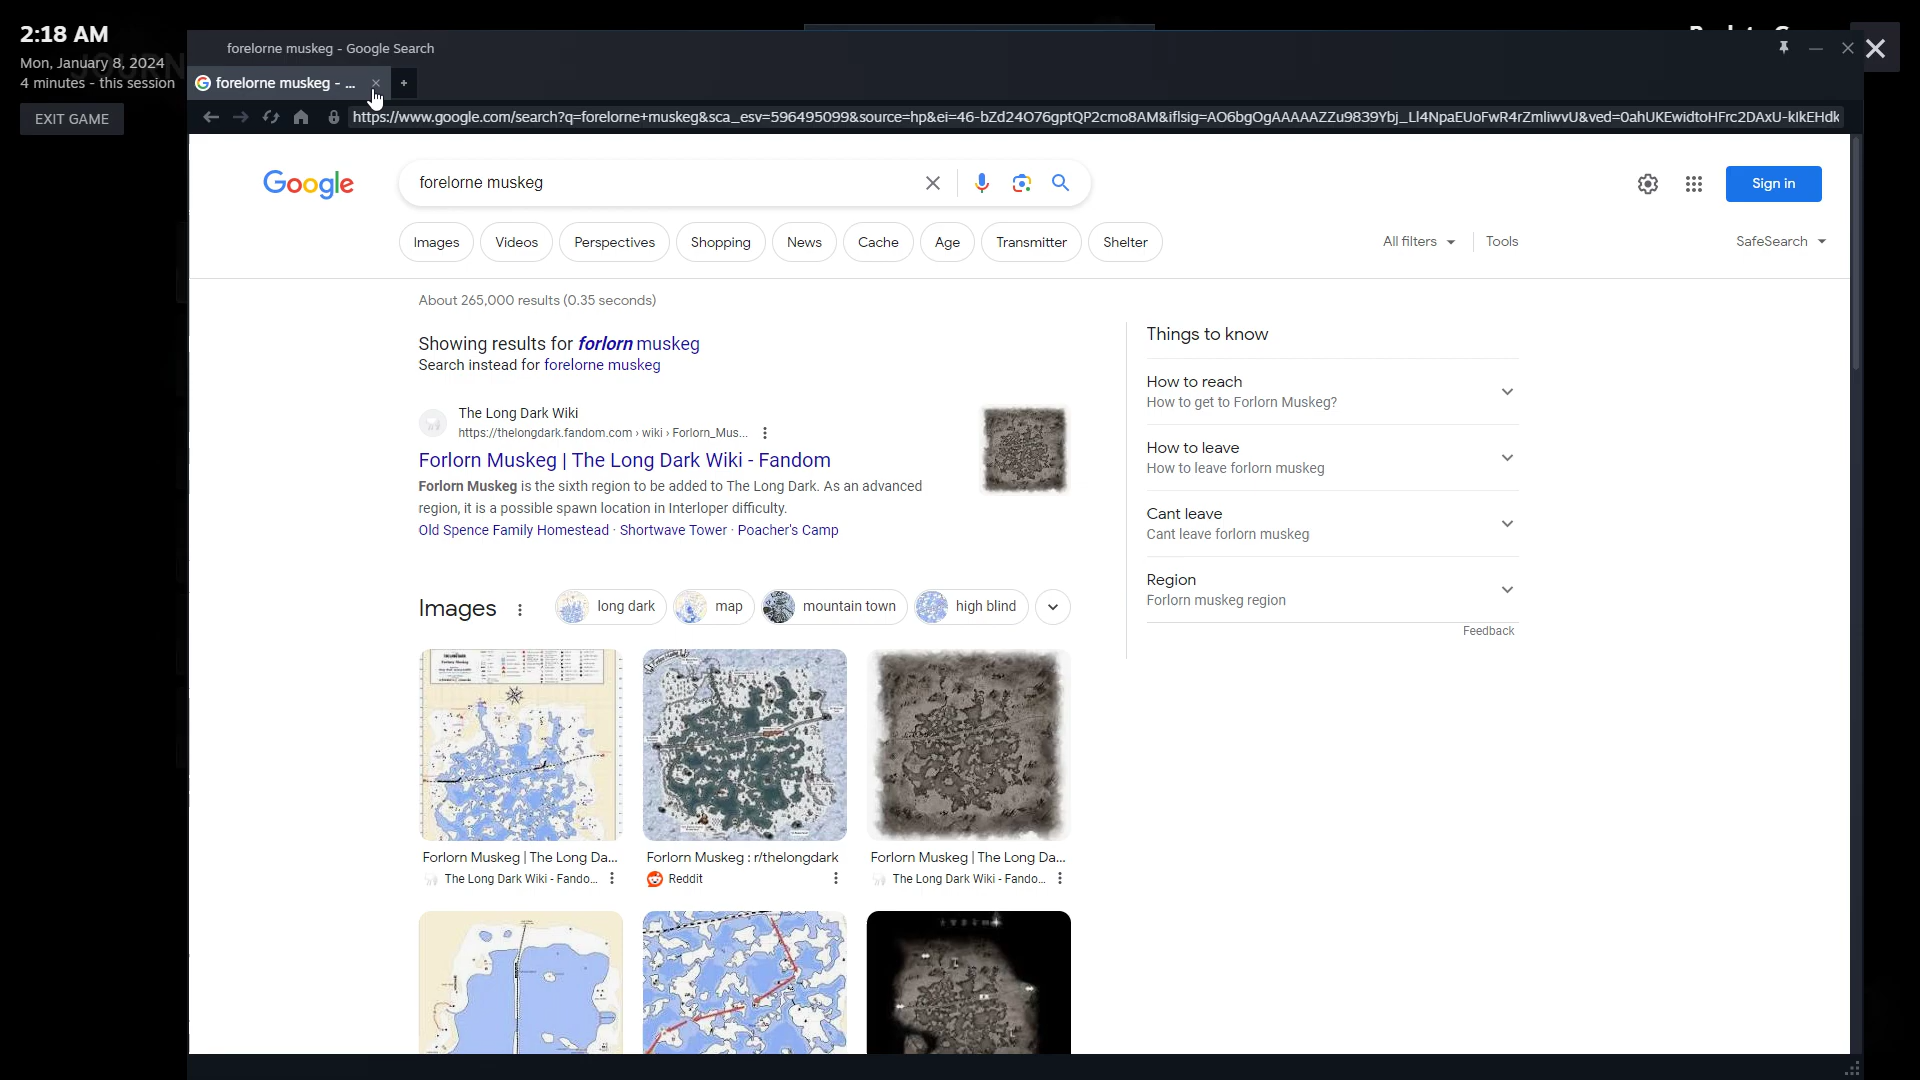 2:18 AM
Mon, January 8, 2024
4 minutes - this session
EXIT GAME
forelorne muskeg - Google Search
forelorne muskeg - ...
https://www.google.com/search?q=forelorne+muskeg&sca_esv=596495099&source=hp&ei=46-bZd24O76gptQP2cmo8AM&iflsig=AO6bgOgAAAAAZZu9839Ybj_Ll4NpaEUoFwR4rZmliwvU&ved=0ahUKEwidtoHFrc2DAxU-kIkEHdk
Google
forelorne muskeg
Sign in
Images
Videos
Perspectives
Shopping
News
Cache
Age
Transmitter
Shelter
All filters
Tools
SafeSearch
About 265,000 results (0.35 seconds)
Showing results for forlorn muskeg
Search instead for forelorne muskeg
The Long Dark Wiki
https://thelongdark.fandom.com › wiki › Forlorn_Mus...
Forlorn Muskeg | The Long Dark Wiki - Fandom
Forlorn Muskeg is the sixth region to be added to The Long Dark. As an advanced
region, it is a possible spawn location in Interloper difficulty.
Old Spence Family Homestead · Shortwave Tower · Poacher's Camp
Things to know
How to reach
How to get to Forlorn Muskeg?
How to leave
How to leave forlorn muskeg
Cant leave
Cant leave forlorn muskeg
Region
Forlorn muskeg region
Feedback
Images
long dark
map
mountain town
high blind
Forlorn Muskeg | The Long Da...
The Long Dark Wiki - Fando...
Forlorn Muskeg : r/thelongdark
Reddit
Forlorn Muskeg | The Long Da...
The Long Dark Wiki - Fando...